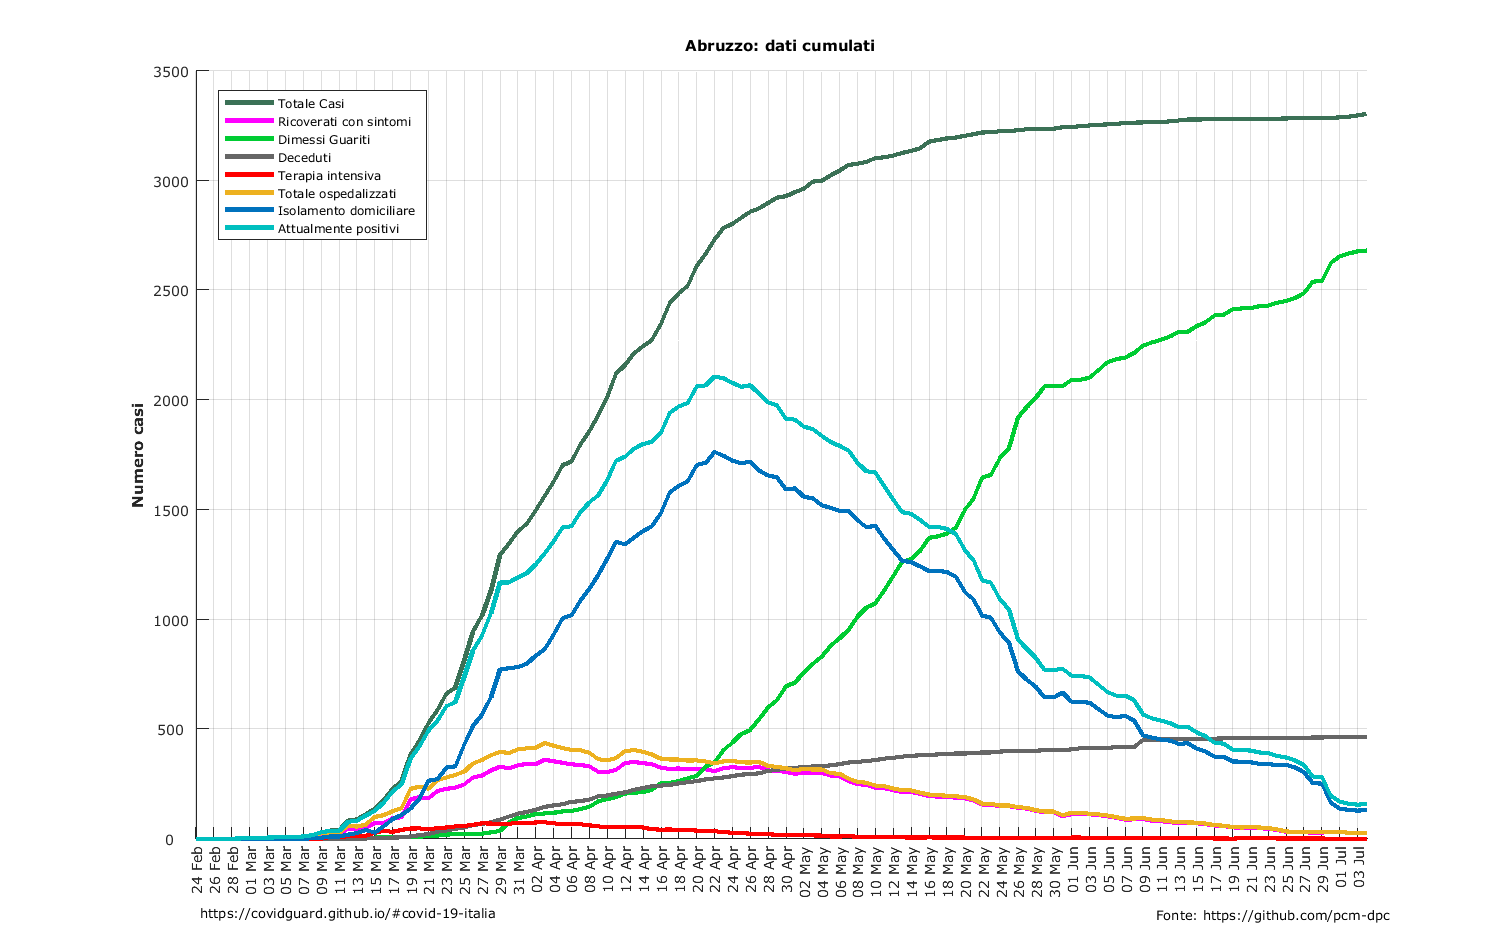 Abruzzo: dati cumulati
Numero casi
3500
3000
2500
2000
1500
1000
500
0
Totale Casi
Ricoverati con sintomi
Dimessi Guariti
Deceduti
Terapia intensiva
Totale ospedalizzati
Isolamento domiciliare
Attualmente positivi
24 Feb
26 Feb
28 Feb
01 Mar
03 Mar
05 Mar
07 Mar
09 Mar
11 Mar
13 Mar
15 Mar
17 Mar
19 Mar
21 Mar
23 Mar
25 Mar
27 Mar
29 Mar
31 Mar
02 Apr
04 Apr
06 Apr
08 Apr
10 Apr
12 Apr
14 Apr
16 Apr
18 Apr
20 Apr
22 Apr
24 Apr
26 Apr
28 Apr
30 Apr
02 May
04 May
06 May
08 May
10 May
12 May
14 May
16 May
18 May
20 May
22 May
24 May
26 May
28 May
30 May
01 Jun
03 Jun
05 Jun
07 Jun
09 Jun
11 Jun
13 Jun
15 Jun
17 Jun
19 Jun
21 Jun
23 Jun
25 Jun
27 Jun
29 Jun
01 Jul
03 Jul
https://covidguard.github.io/#covid-19-italia
Fonte: https://github.com/pcm-dpc